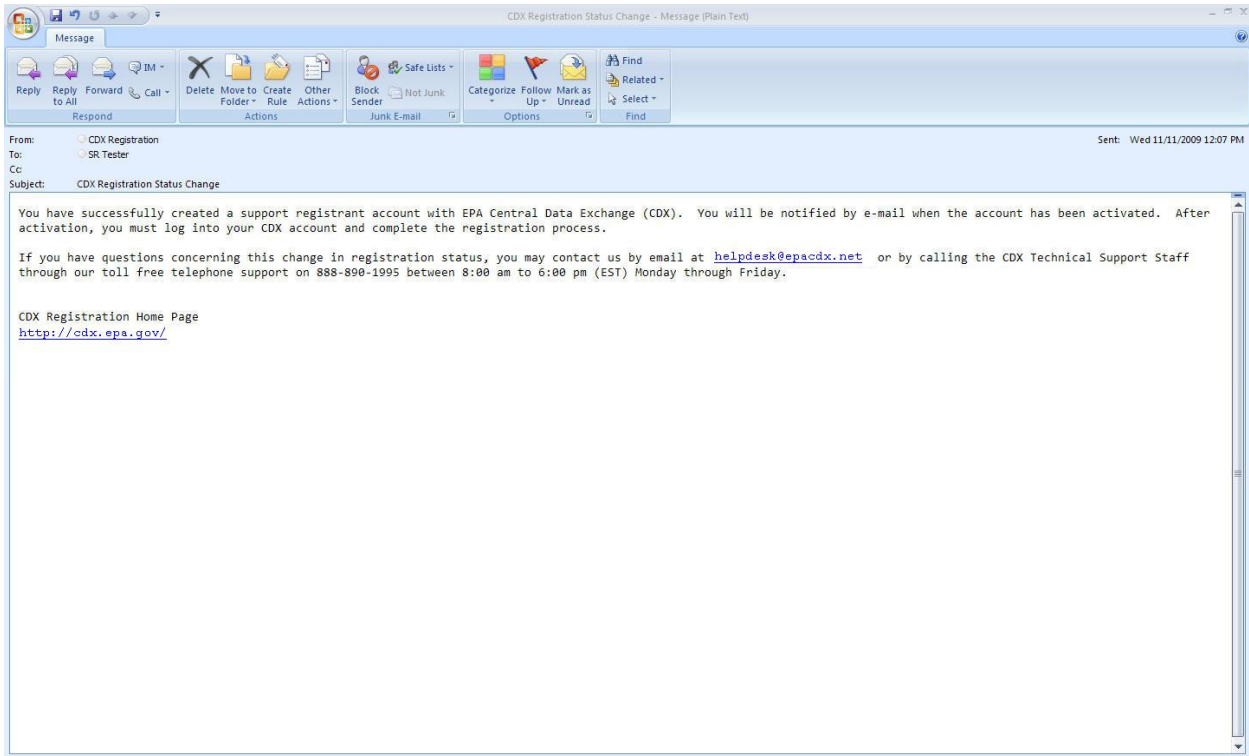 CDX Registration Status Change - Message (Plain Text)
Message
Reply
Reply to All
Forward
IM
Call
Respond
Delete
Move to Folder
Create Rule
Other Actions
Actions
Block Sender
Safe Lists
Not Junk
Junk E-mail
Categorize
Follow Up
Mark as Unread
Options
Find
Related
Select
Find
From: CDX Registration
Sent: Wed 11/11/2009 12:07 PM
To: SR Tester
Cc:
Subject: CDX Registration Status Change
You have successfully created a support registrant account with EPA Central Data Exchange (CDX).  You will be notified by e-mail when the account has been activated.  After
activation, you must log into your CDX account and complete the registration process.
If you have questions concerning this change in registration status, you may contact us by email at helpdesk@epacdx.net  or by calling the CDX Technical Support Staff
through our toll free telephone support on 888-890-1995 between 8:00 am to 6:00 pm (EST) Monday through Friday.
CDX Registration Home Page
http://cdx.epa.gov/